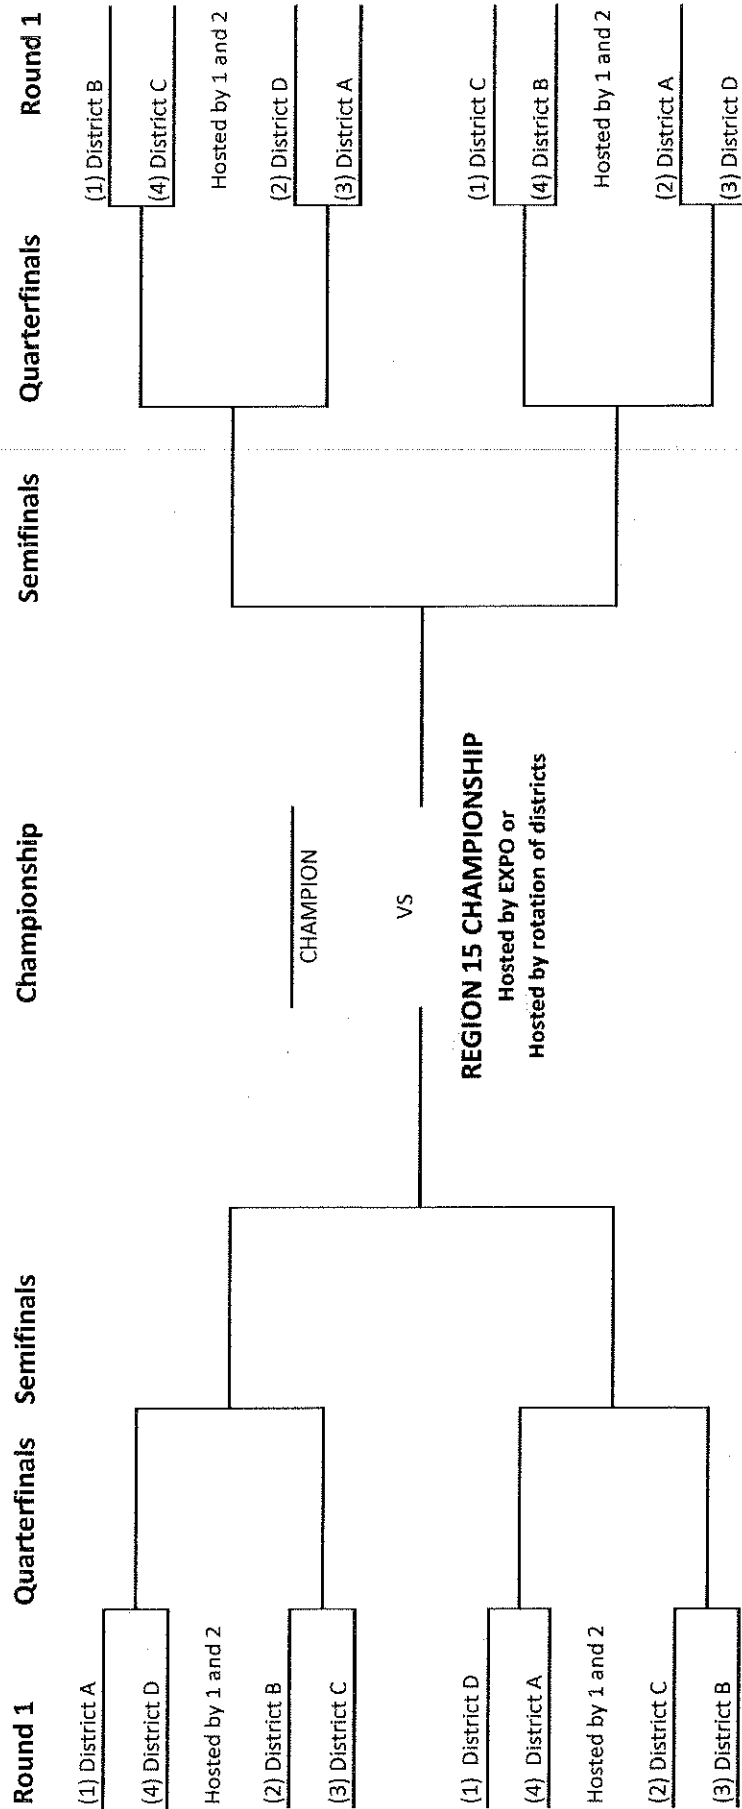 Round 1 Quarterfinals Semifinals Championship Semifinals Quarterfinals Round 1
(1) District A
(4) District D
Hosted by 1 and 2
(2) District B
(3) District C
(1) District D
(4) District A
Hosted by 1 and 2
(2) District C
(3) District B
CHAMPION
VS
REGION 15 CHAMPIONSHIP
Hosted by EXPO or
Hosted by rotation of districts
(1) District B
(4) District C
Hosted by 1 and 2
(2) District D
(3) District A
(1) District C
(4) District B
Hosted by 1 and 2
(2) District A
(3) District D